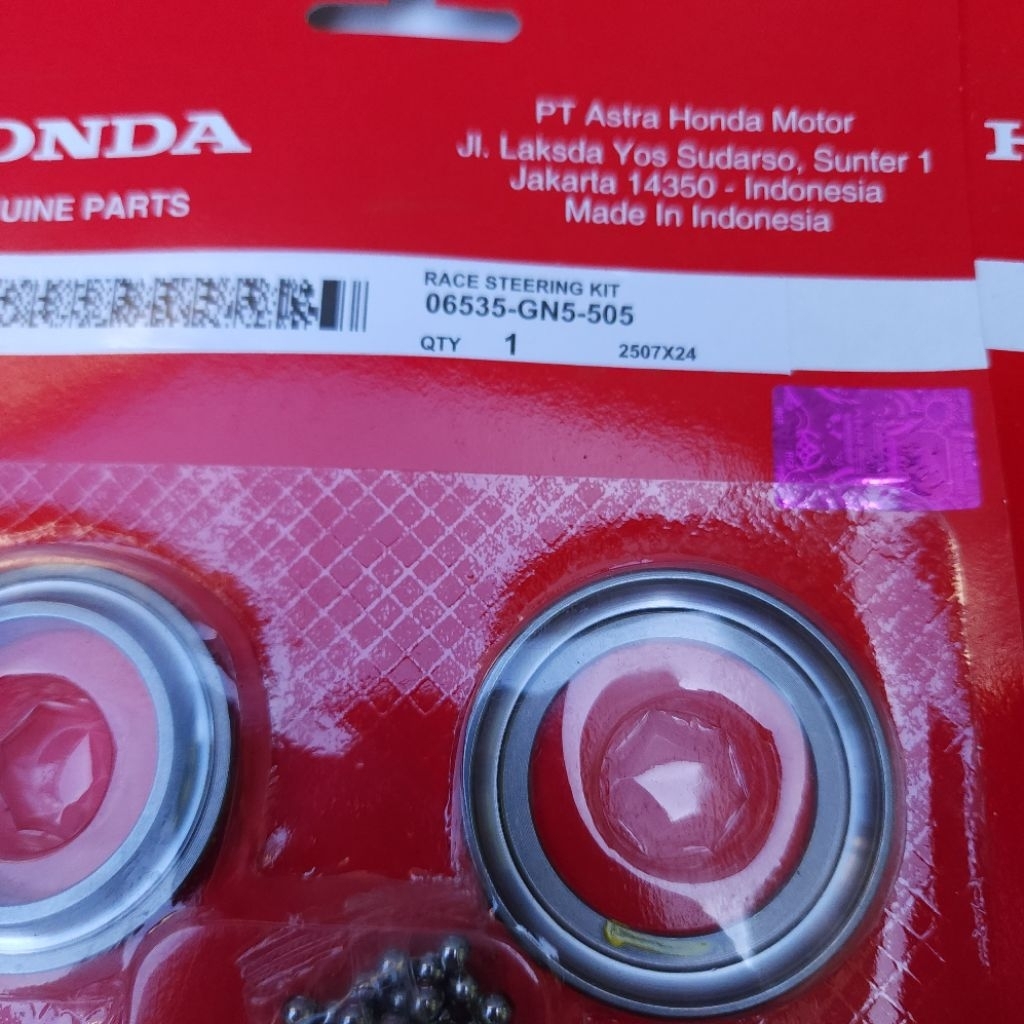 ONDA
UINE PARTS
PT Astra Honda Motor
Jl. Laksda Yos Sudarso, Sunter 1
Jakarta 14350 - Indonesia
Made In Indonesia
H
RACE STEERING KIT
06535-GN5-505
QTY 1 2507X24